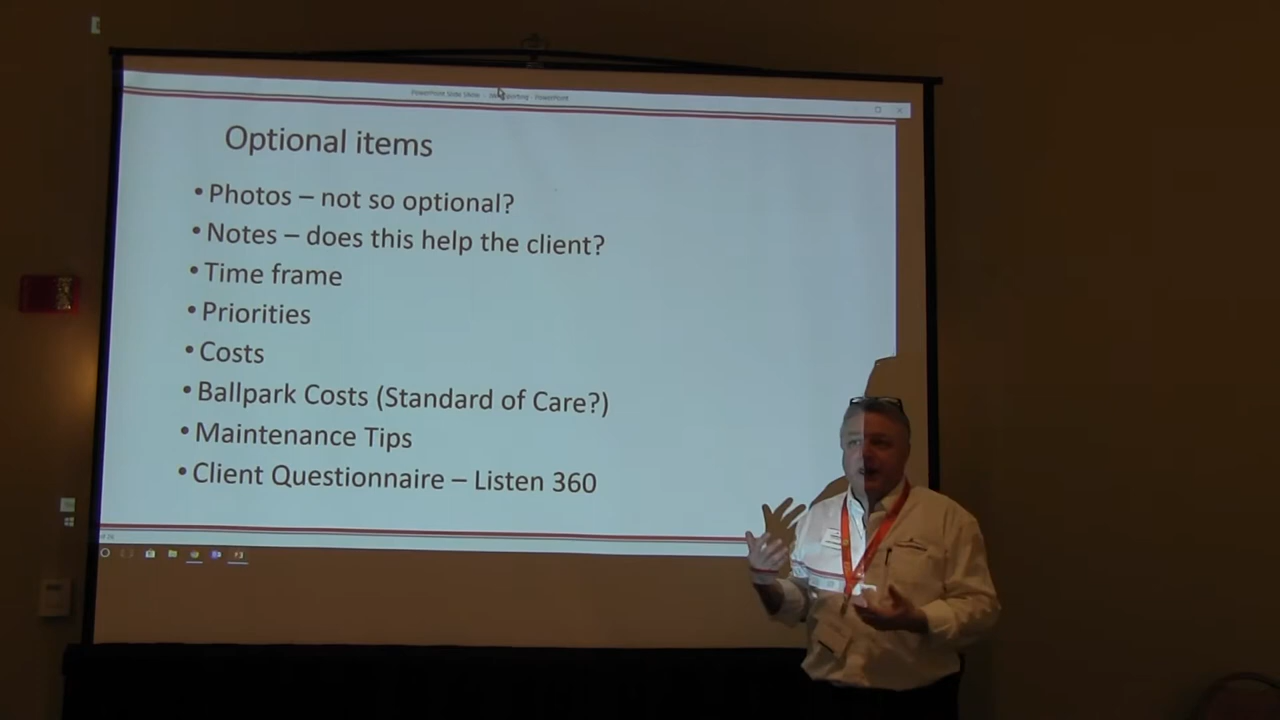 Optional items
• Photos – not so optional?
• Notes – does this help the client?
• Time frame
• Priorities
• Costs
• Ballpark Costs (Standard of Care?)
• Maintenance Tips
• Client Questionnaire – Listen 360